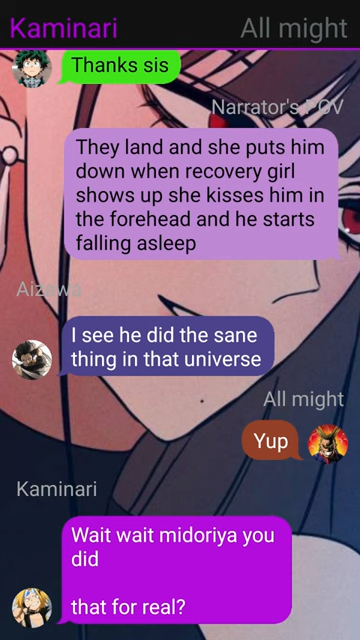 Kaminari All might
Thanks sis
Narrator's POV
They land and she puts him
down when recovery girl
shows up she kisses him in
the forehead and he starts
falling asleep
Aizawa
I see he did the sane
thing in that universe
All might
Yup
Kaminari
Wait wait midoriya you
did
that for real?